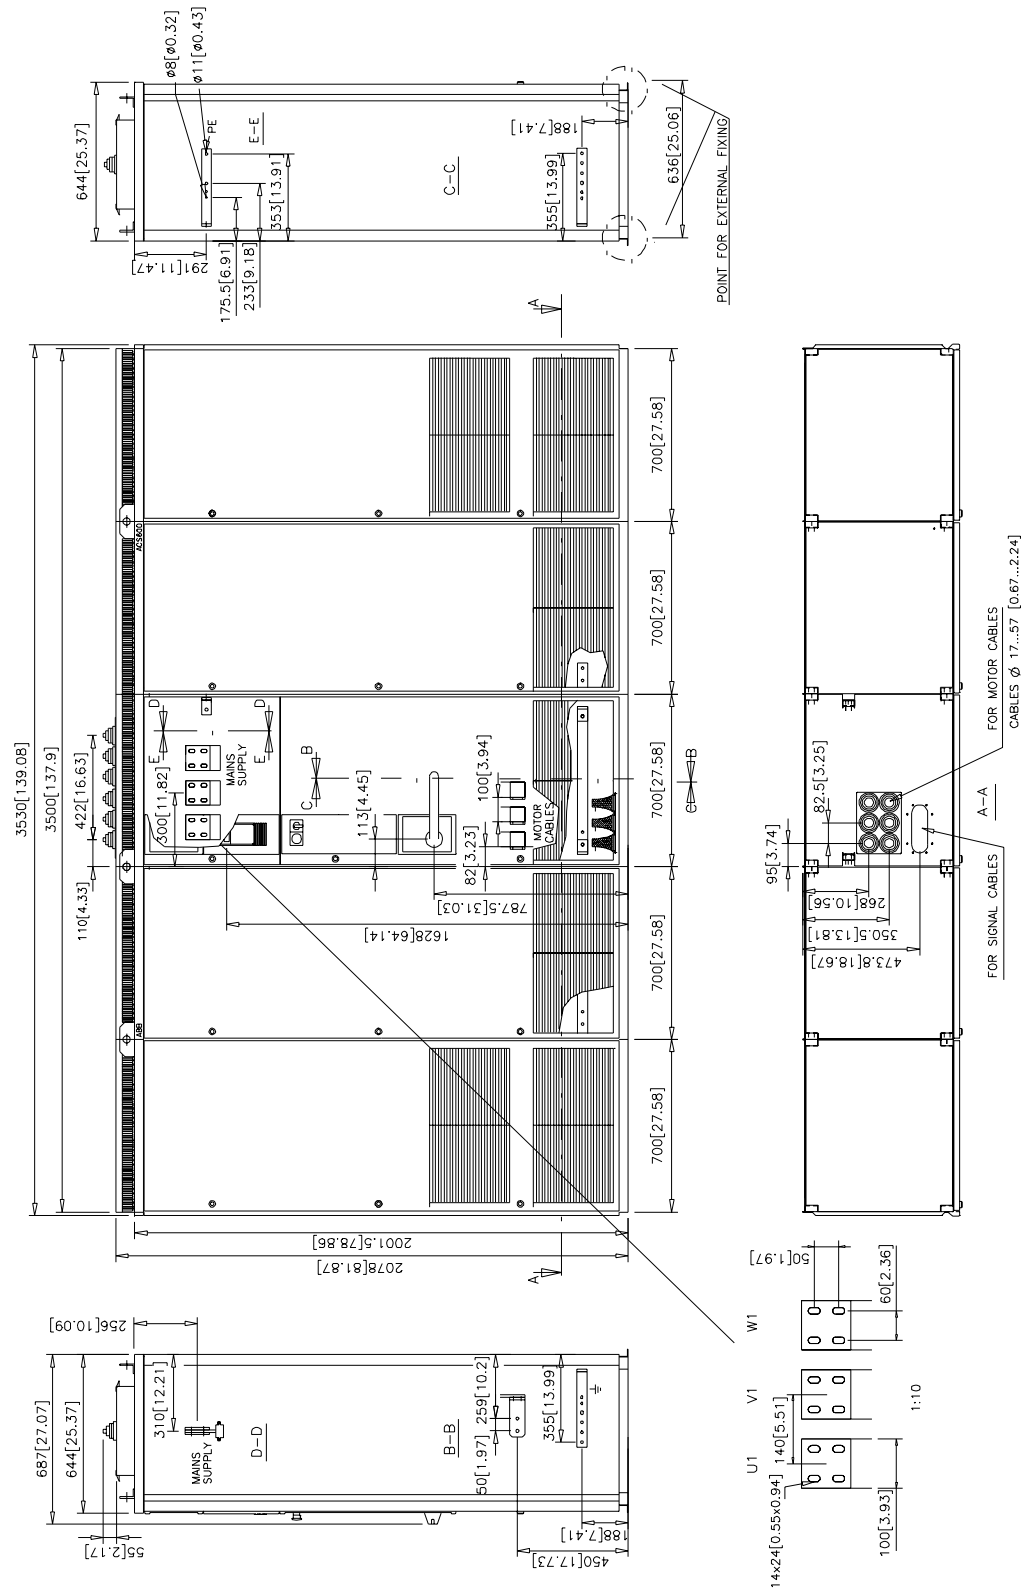 ø8[ø0.32]
ø11[ø0.43]
PE
E-E
C-C
644[25.37]
291[11.47]
175.5[6.91]
233[9.18]
353[13.91]
355[13.99]
188[7.41]
636[25.06]
POINT FOR EXTERNAL FIXING
A
3530[139.08]
3500[137.9]
422[16.63]
110[4.33]
ACS600
ABB
D
D
E
E
300[11.82]
MAINS
SUPPLY
B
C
113[4.45]
100[3.94]
82[3.23]
MOTOR
CABLES
787.5[31.03]
1628[64.14]
B
C
700[27.58]
700[27.58]
700[27.58]
700[27.58]
700[27.58]
2001.5[78.86]
2078[81.87]
A
82.5[3.25]
95[3.74]
268[10.56]
350.5[13.81]
473.8[18.67]
A-A
FOR SIGNAL CABLES
FOR MOTOR CABLES
CABLES Ø 17...57 [0.67...2.24]
687[27.07]
644[25.37]
55[2.17]
256[10.09]
310[12.21]
MAINS
SUPPLY
D-D
B-B
50[1.97]
259[10.2]
355[13.99]
188[7.41]
450[17.73]
U1
V1
W1
14x24[0.55x0.94]
140[5.51]
100[3.93]
50[1.97]
60[2.36]
1:10